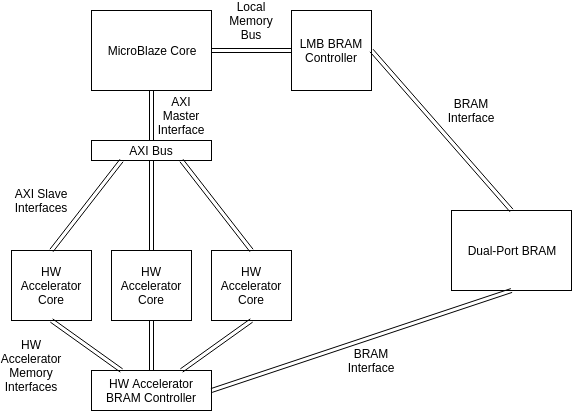 Local
Memory
Bus
MicroBlaze Core
LMB BRAM
Controller
AXI
Master
Interface
BRAM
Interface
AXI Bus
AXI Slave
Interfaces
Dual-Port BRAM
HW
Accelerator
Core
HW
Accelerator
Core
HW
Accelerator
Core
HW
Accelerator
Memory
Interfaces
BRAM
Interface
HW Accelerator
BRAM Controller